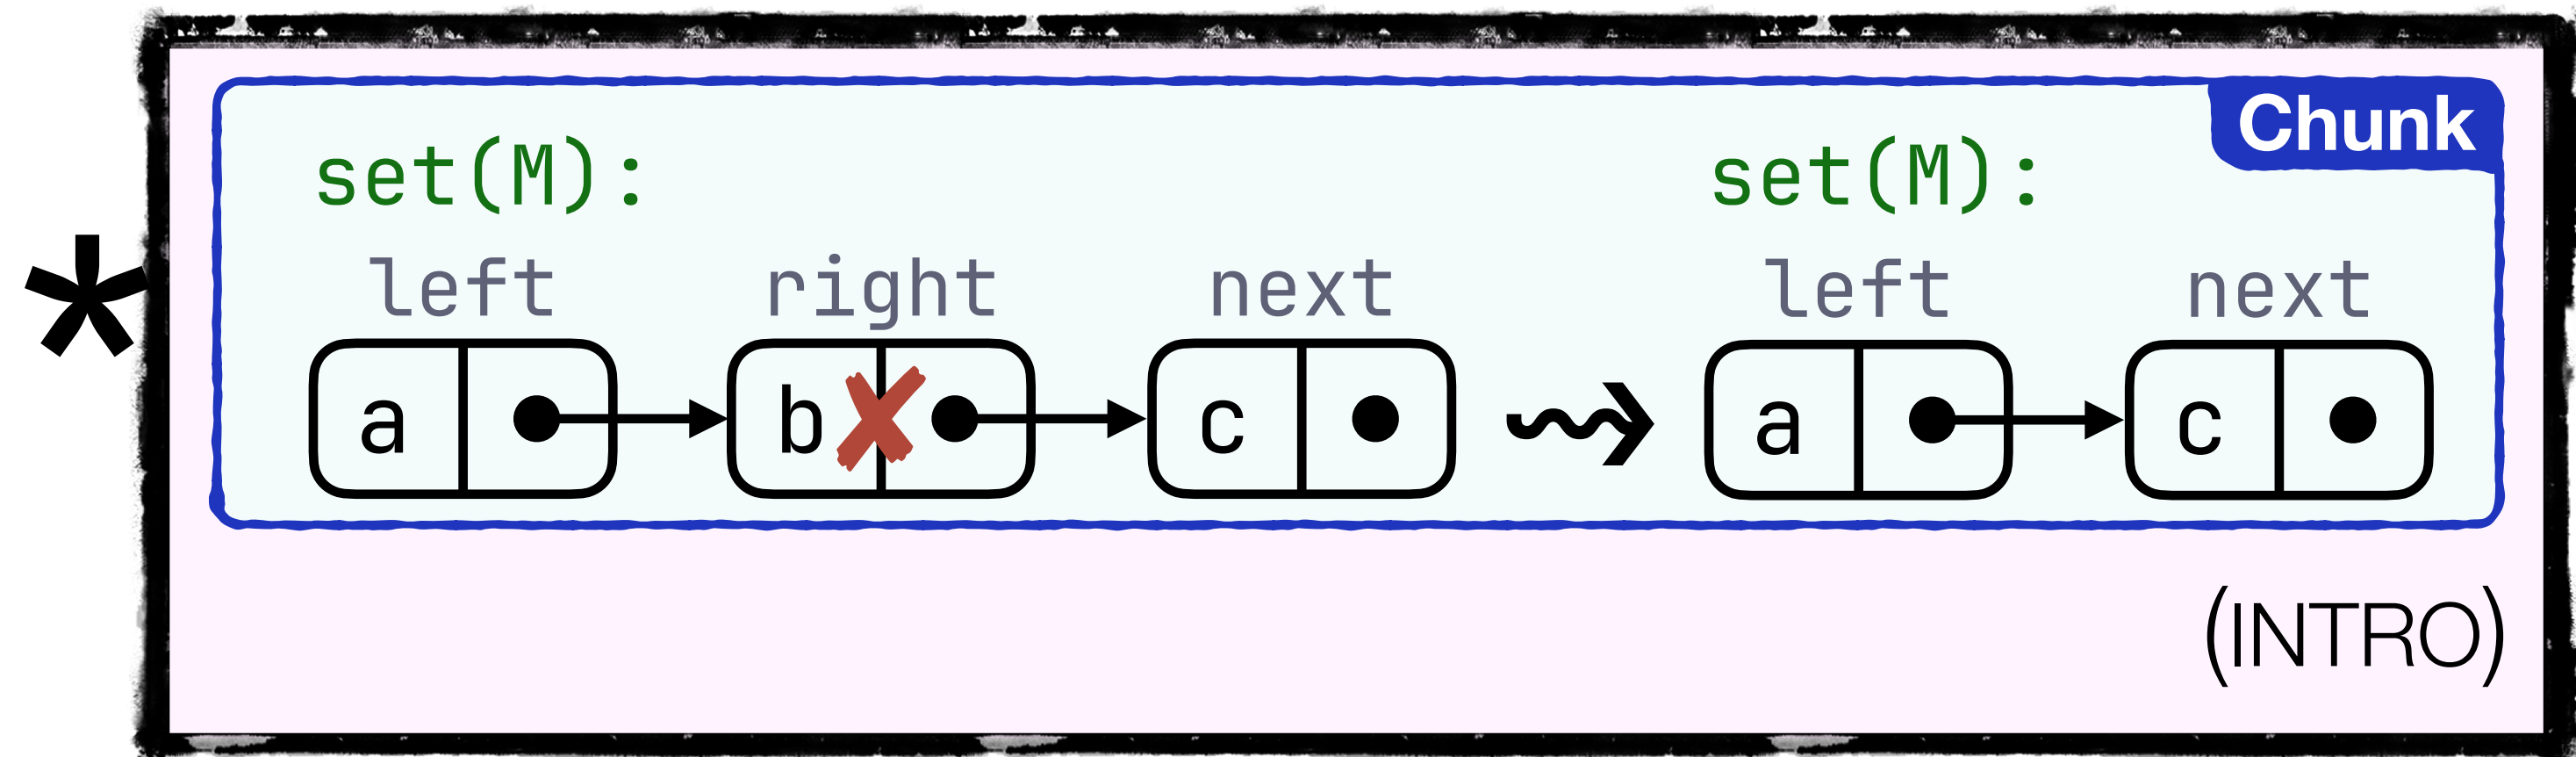 Chunk
set(M): set(M):
left right next left next
* a b c a c
(INTRO)